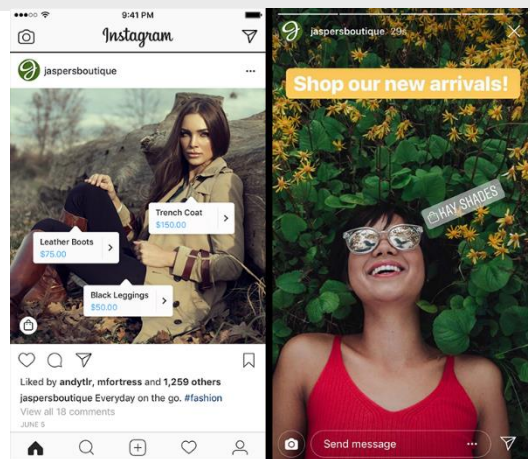 9:41 PM
Instagram
jaspersboutique
Trench Coat
$150.00
Leather Boots
$75.00
Black Leggings
$50.00
Liked by andytlr, mfortress and 1,259 others
jaspersboutique Everyday on the go. #fashion
View all 18 comments
JUNE 5
jaspersboutique 29s
Shop our new arrivals!
KAY SHADES
Send message